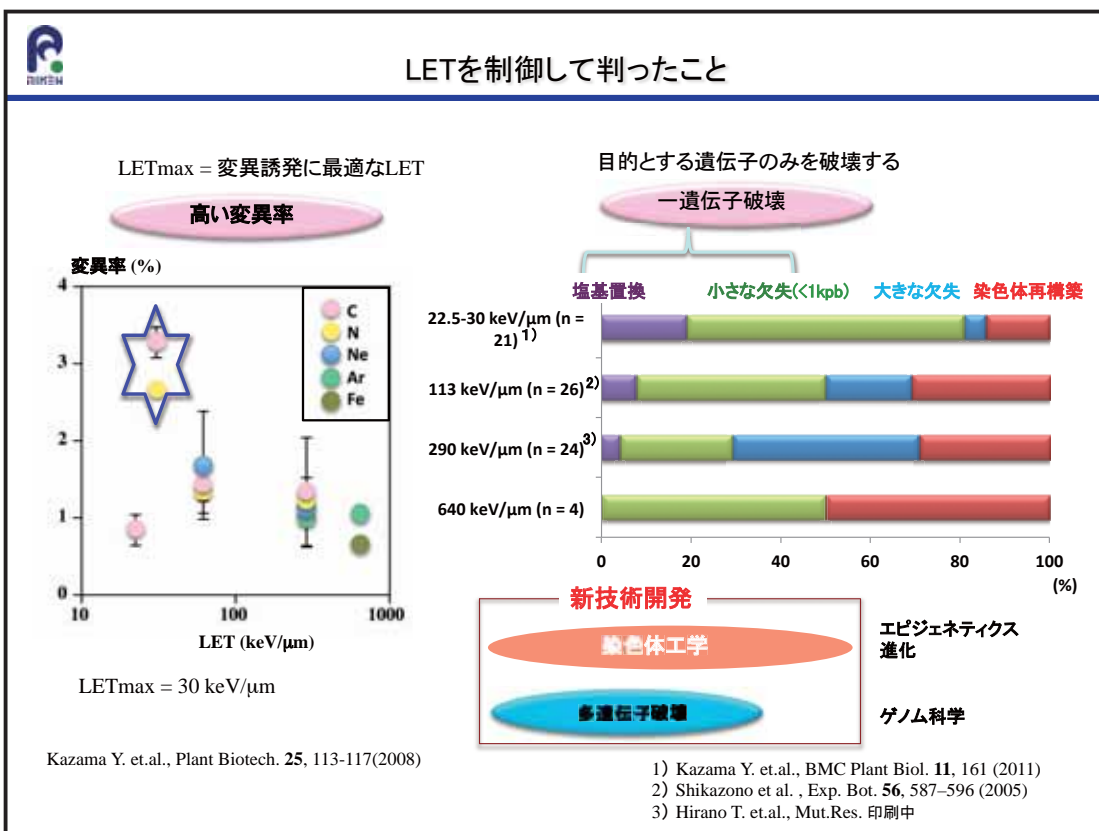 RIKEN
LETを制御して判ったこと
LETmax = 変異誘発に最適なLET
高い変異率
変異率 (%)
4
3
2
1
0
10
100
1000
LET (keV/μm)
C
N
Ne
Ar
Fe
LETmax = 30 keV/μm
Kazama Y. et.al., Plant Biotech. 25, 113-117(2008)
目的とする遺伝子のみを破壊する
一遺伝子破壊
塩基置換 小さな欠失(<1kpb) 大きな欠失 染色体再構築
22.5-30 keV/μm (n =
21) 1)
113 keV/μm (n = 26) 2)
290 keV/μm (n = 24) 3)
640 keV/μm (n = 4)
0 20 40 60 80 100
(%)
新技術開発
染色体工学
エピジェネティクス
進化
多遺伝子破壊
ゲノム科学
1) Kazama Y. et.al., BMC Plant Biol. 11, 161 (2011)
2) Shikazono et al. , Exp. Bot. 56, 587–596 (2005)
3) Hirano T. et.al., Mut.Res. 印刷中